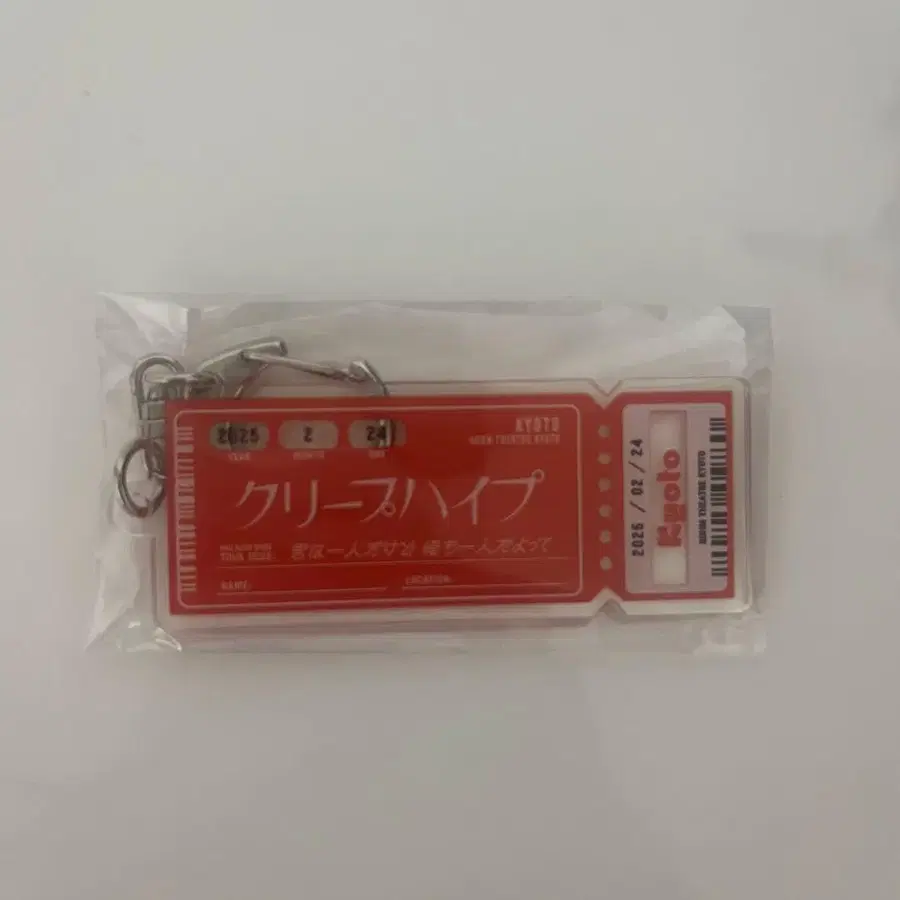 2025 2 24
YEAR MONTH DAY
KYOTO
ROHM THEATRE KYOTO
クリープハイプ
君は一人だけど 俺も一人だよって
NAME:
LOCATION:
2025 / 02 / 24
Kyoto
ROHM THEATRE KYOTO